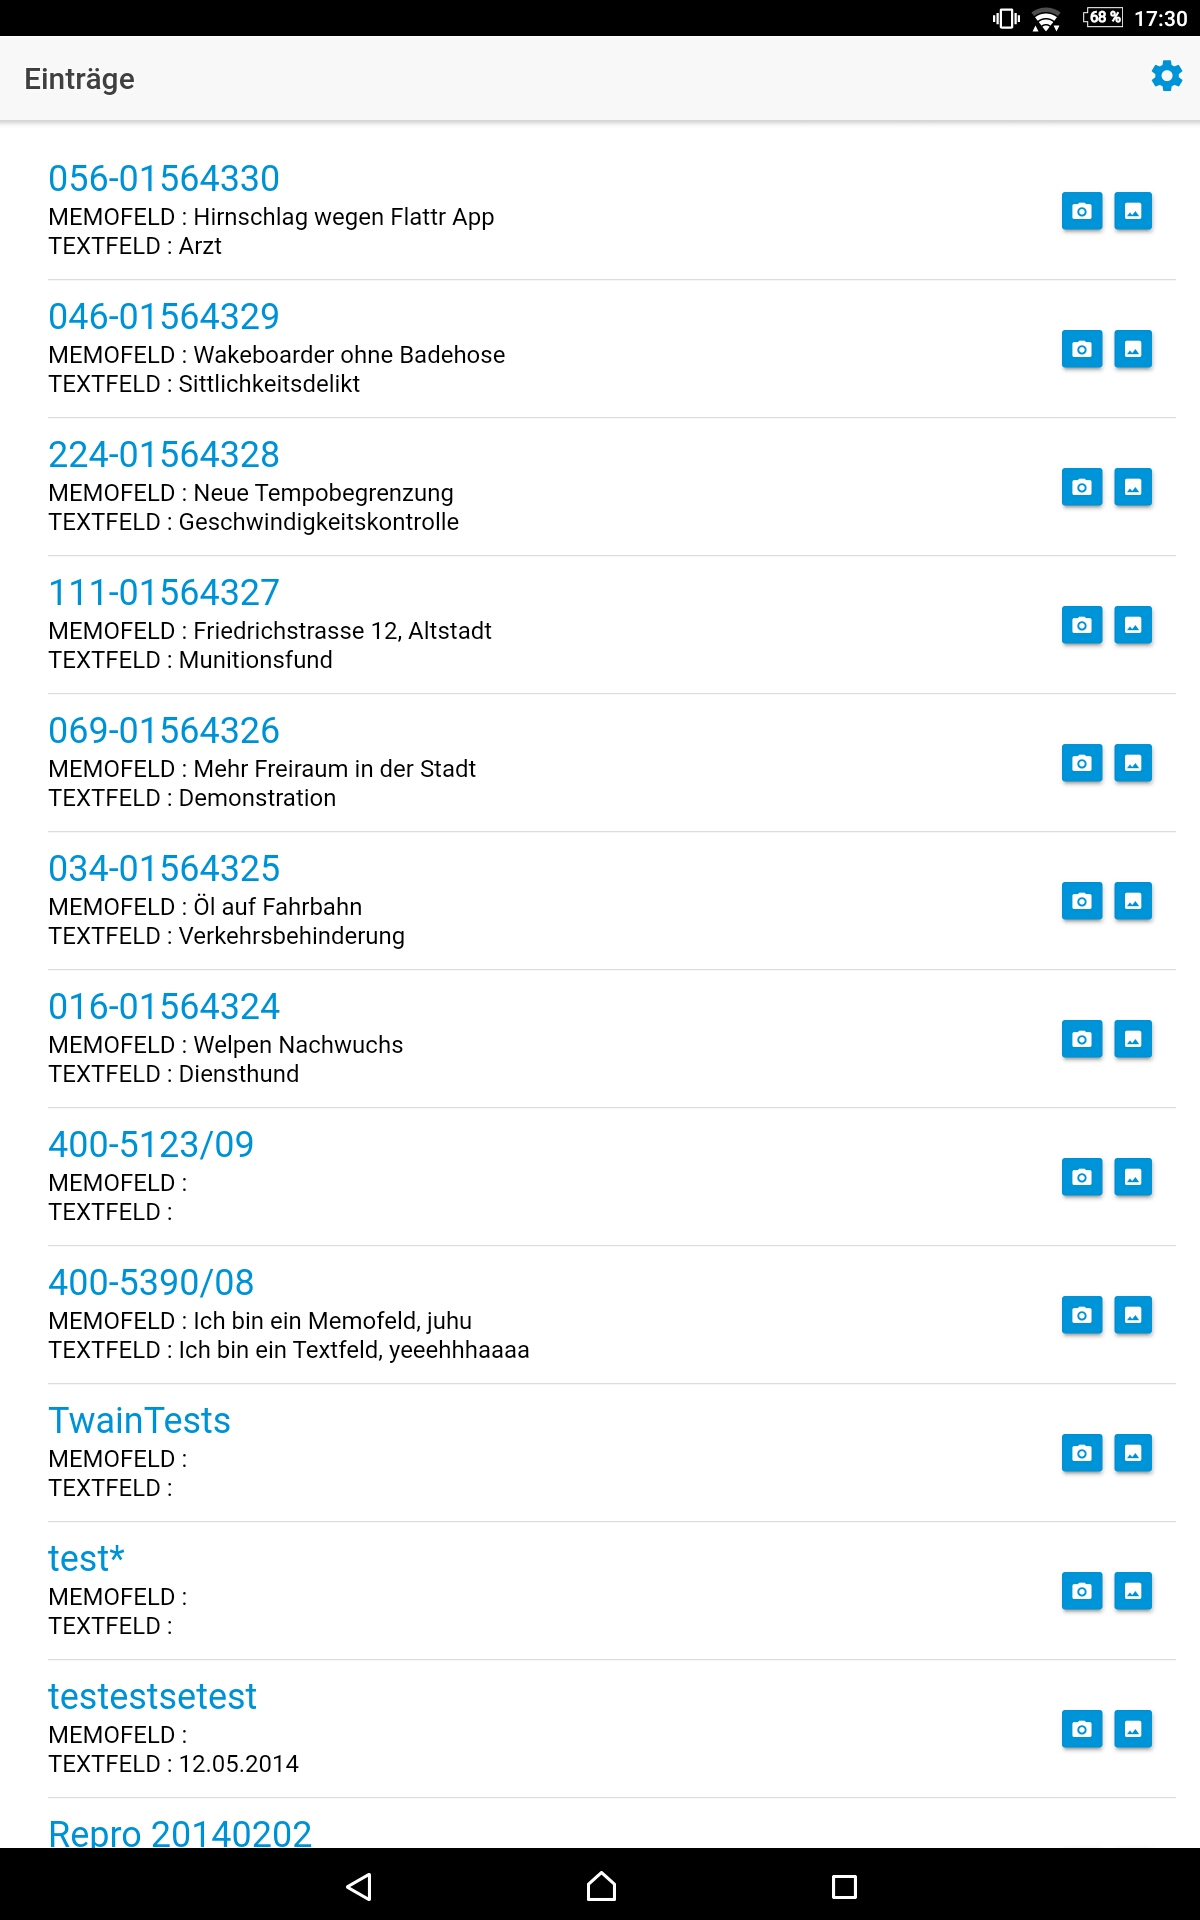 68 % 17:30
Einträge
056-01564330
MEMOFELD : Hirnschlag wegen Flattr App
TEXTFELD : Arzt
046-01564329
MEMOFELD : Wakeboarder ohne Badehose
TEXTFELD : Sittlichkeitsdelikt
224-01564328
MEMOFELD : Neue Tempobegrenzung
TEXTFELD : Geschwindigkeitskontrolle
111-01564327
MEMOFELD : Friedrichstrasse 12, Altstadt
TEXTFELD : Munitionsfund
069-01564326
MEMOFELD : Mehr Freiraum in der Stadt
TEXTFELD : Demonstration
034-01564325
MEMOFELD : Öl auf Fahrbahn
TEXTFELD : Verkehrsbehinderung
016-01564324
MEMOFELD : Welpen Nachwuchs
TEXTFELD : Diensthund
400-5123/09
MEMOFELD :
TEXTFELD :
400-5390/08
MEMOFELD : Ich bin ein Memofeld, juhu
TEXTFELD : Ich bin ein Textfeld, yeeehhhaaaa
TwainTests
MEMOFELD :
TEXTFELD :
test*
MEMOFELD :
TEXTFELD :
testestsetest
MEMOFELD :
TEXTFELD : 12.05.2014
Repro 20140202